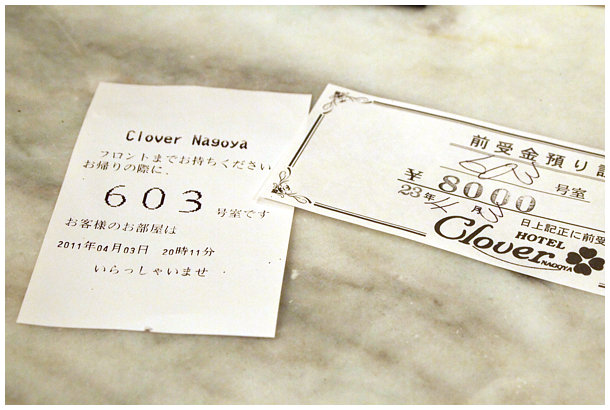 Clover Nagoya
フロントまでお持ちください
お帰りの際に、
603 号室です
お客様のお部屋は
2011年04月03日 20時11分
いらっしゃいませ
前受金預り
603 号室
¥ 8000
23年 4月 3日上記正に前受
Clover HOTEL
NAGOYA